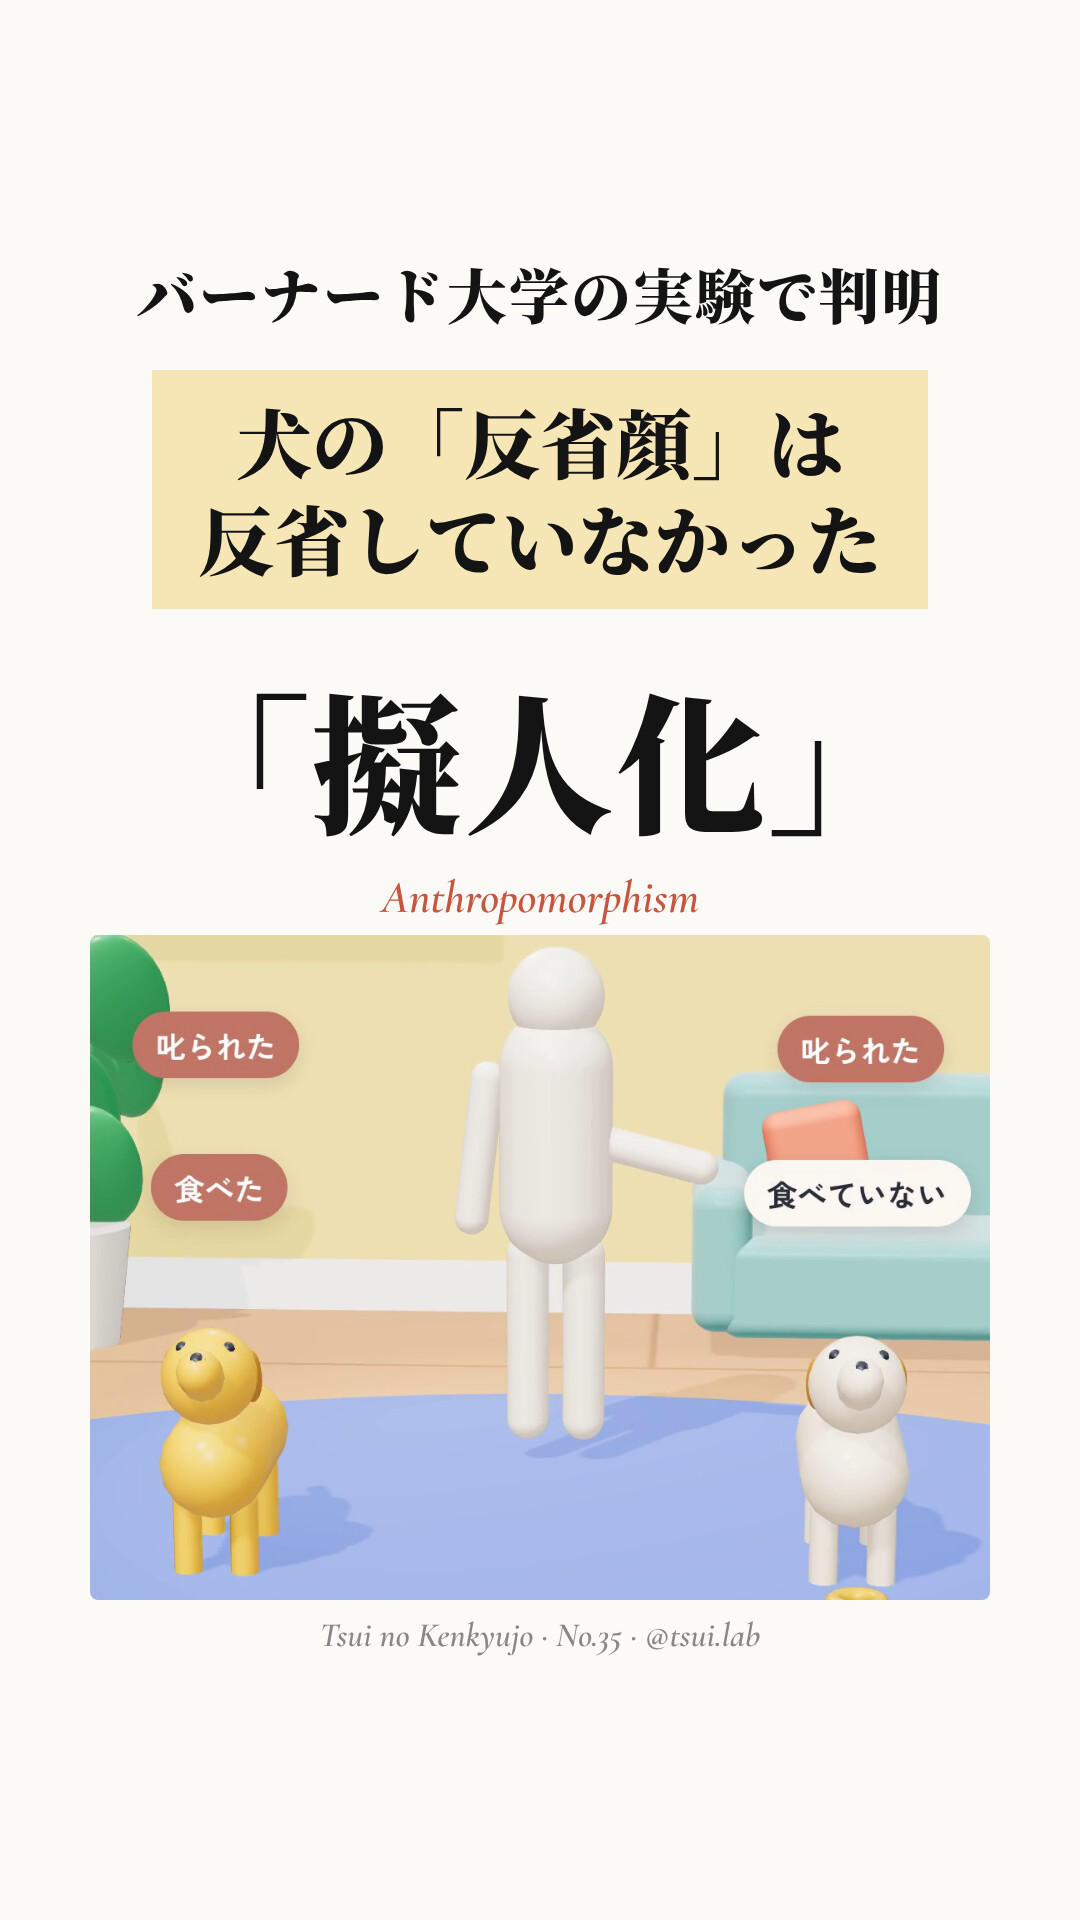 バーナード大学の実験で判明
犬の「反省顔」は
反省していなかった
「擬人化」
Anthropomorphism
叱られた
叱られた
食べた
食べていない
Tsui no Kenkyujo · No.35 · @tsui.lab